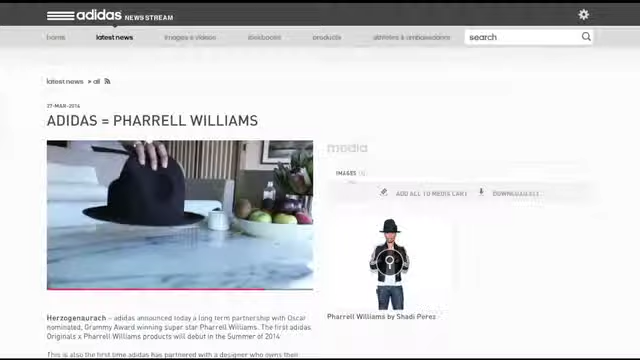 adidas NEWS STREAM
home latest news images & videos lookbooks products athletes & ambassadors search
latest news > all
27-MAR-2014
ADIDAS = PHARRELL WILLIAMS
media
IMAGES (1)
ADD ALL TO MEDIA CART DOWNLOAD ALL
Pharrell Williams by Shadi Perez
Herzogenaurach – adidas announced today a long term partnership with Oscar
nominated, Grammy Award winning super star Pharrell Williams. The first adidas
Originals x Pharrell Williams products will debut in the Summer of 2014
This is also the first time adidas has partnered with a designer who owns their